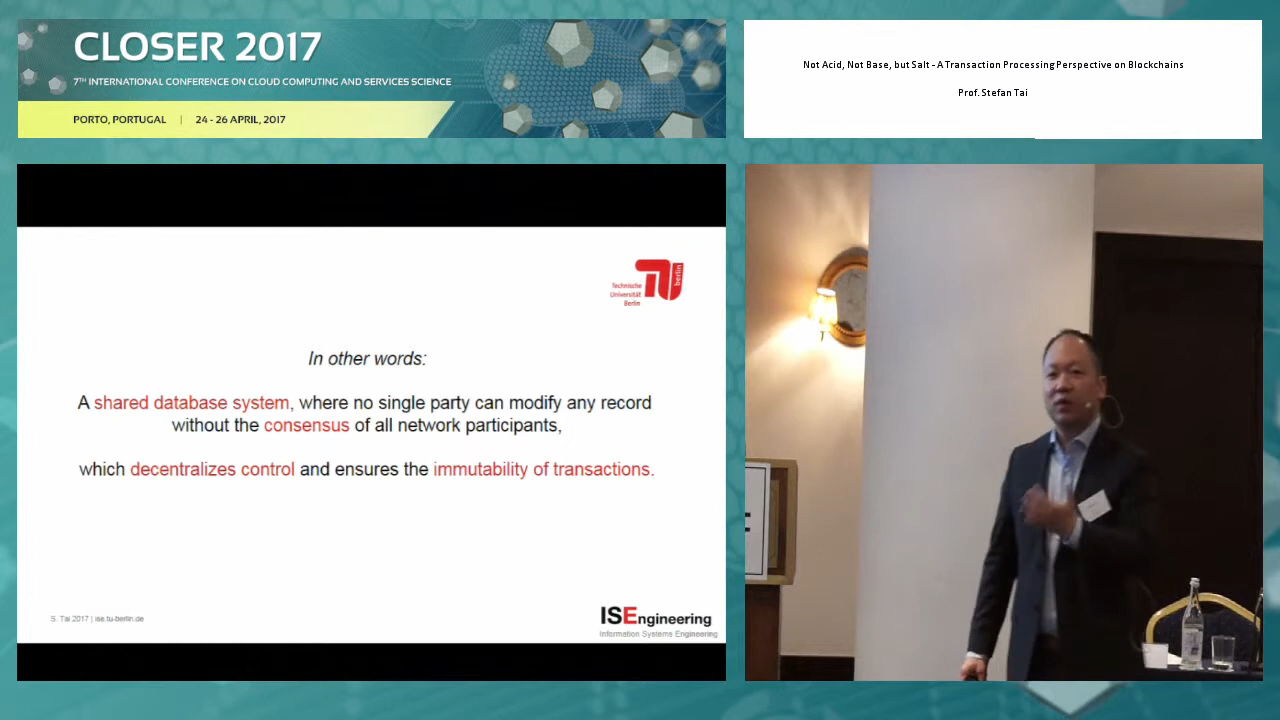 CLOSER 2017
7TH INTERNATIONAL CONFERENCE ON CLOUD COMPUTING AND SERVICES SCIENCE
PORTO, PORTUGAL | 24 - 26 APRIL, 2017
Not Acid, Not Base, but Salt - A Transaction Processing Perspective on Blockchains
Prof. Stefan Tai
Technische
Universität
Berlin
berlin
In other words:
A shared database system, where no single party can modify any record
without the consensus of all network participants,
which decentralizes control and ensures the immutability of transactions.
S. Tai 2017 | ise.tu-berlin.de
ISEngineering
Information Systems Engineering